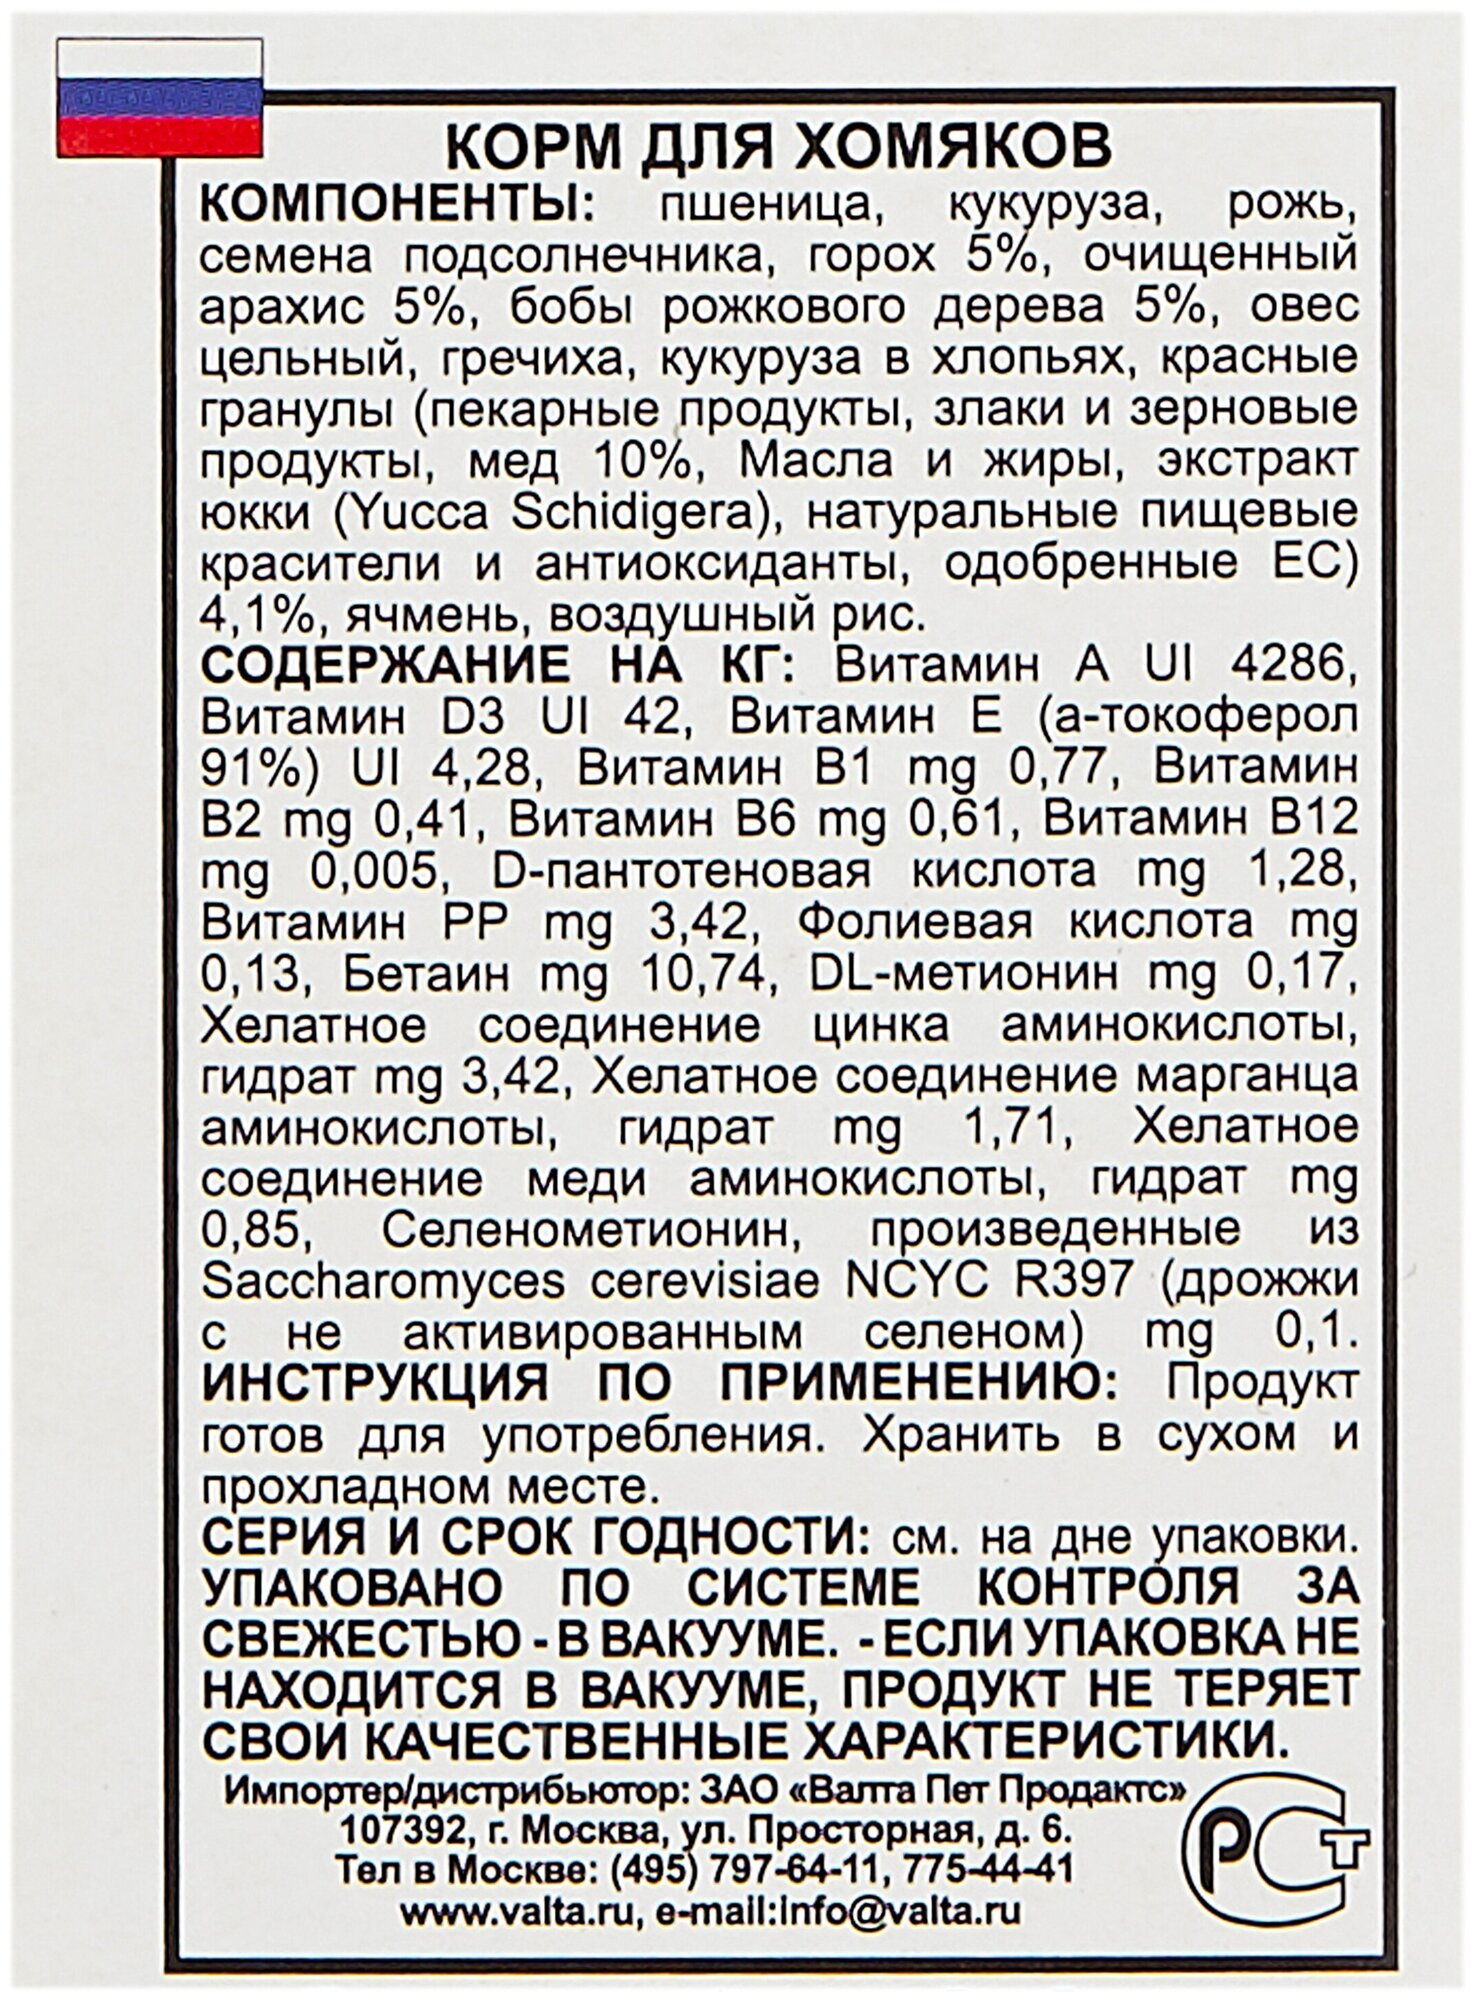 КОРМ ДЛЯ ХОМЯКОВ
КОМПОНЕНТЫ: пшеница, кукуруза, рожь,
семена подсолнечника, горох 5%, очищенный
арахис 5%, бобы рожкового дерева 5%, овес
цельный, гречиха, кукуруза в хлопьях, красные
гранулы (пекарные продукты, злаки и зерновые
продукты, мед 10%, Масла и жиры, экстракт
юкки (Yucca Schidigera), натуральные пищевые
красители и антиоксиданты, одобренные ЕС)
4,1%, ячмень, воздушный рис.
СОДЕРЖАНИЕ НА КГ: Витамин А UI 4286,
Витамин D3 UI 42, Витамин Е (а-токоферол
91%) UI 4,28, Витамин В1 mg 0,77, Витамин
В2 mg 0,41, Витамин В6 mg 0,61, Витамин В12
mg 0,005, D-пантотеновая кислота mg 1,28,
Витамин РР mg 3,42, Фолиевая кислота mg
0,13, Бетаин mg 10,74, DL-метионин mg 0,17,
Хелатное соединение цинка аминокислоты,
гидрат mg 3,42, Хелатное соединение марганца
аминокислоты, гидрат mg 1,71, Хелатное
соединение меди аминокислоты, гидрат mg
0,85, Селенометионин, произведенные из
Saccharomyces cerevisiae NCYC R397 (дрожжи
с не активированным селеном) mg 0,1.
ИНСТРУКЦИЯ ПО ПРИМЕНЕНИЮ: Продукт
готов для употребления. Хранить в сухом и
прохладном месте.
СЕРИЯ И СРОК ГОДНОСТИ: см. на дне упаковки.
УПАКОВАНО ПО СИСТЕМЕ КОНТРОЛЯ ЗА
СВЕЖЕСТЬЮ - В ВАКУУМЕ. - ЕСЛИ УПАКОВКА НЕ
НАХОДИТСЯ В ВАКУУМЕ, ПРОДУКТ НЕ ТЕРЯЕТ
СВОИ КАЧЕСТВЕННЫЕ ХАРАКТЕРИСТИКИ.
Импортер/дистрибьютор: ЗАО «Валта Пет Продактс»
107392, г. Москва, ул. Просторная, д. 6.
Тел в Москве: (495) 797-64-11, 775-44-41
www.valta.ru, e-mail:info@valta.ru
РСТ